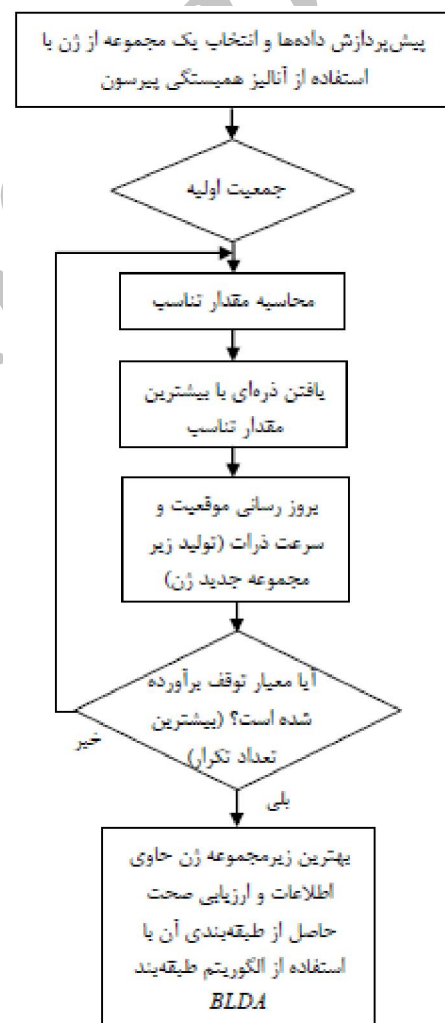 پیش‌پردازش داده‌ها و انتخاب یک مجموعه از ژن با
استفاده از آنالیز همبستگی پیرسون
جمعیت اولیه
محاسبه مقدار تناسب
یافتن ذره‌ای با بیشترین
مقدار تناسب
بروز رسانی موقعیت و
سرعت ذرات (تولید زیر
مجموعه جدید ژن)
آیا معیار توقف برآورده
شده است؟ (بیشترین
تعداد تکرار)
خیر
بلی
بهترین زیرمجموعه ژن حاوی
اطلاعات و ارزیابی صحت
حاصل از طبقه‌بندی آن با
استفاده از الگوریتم طبقه‌بند
BLDA